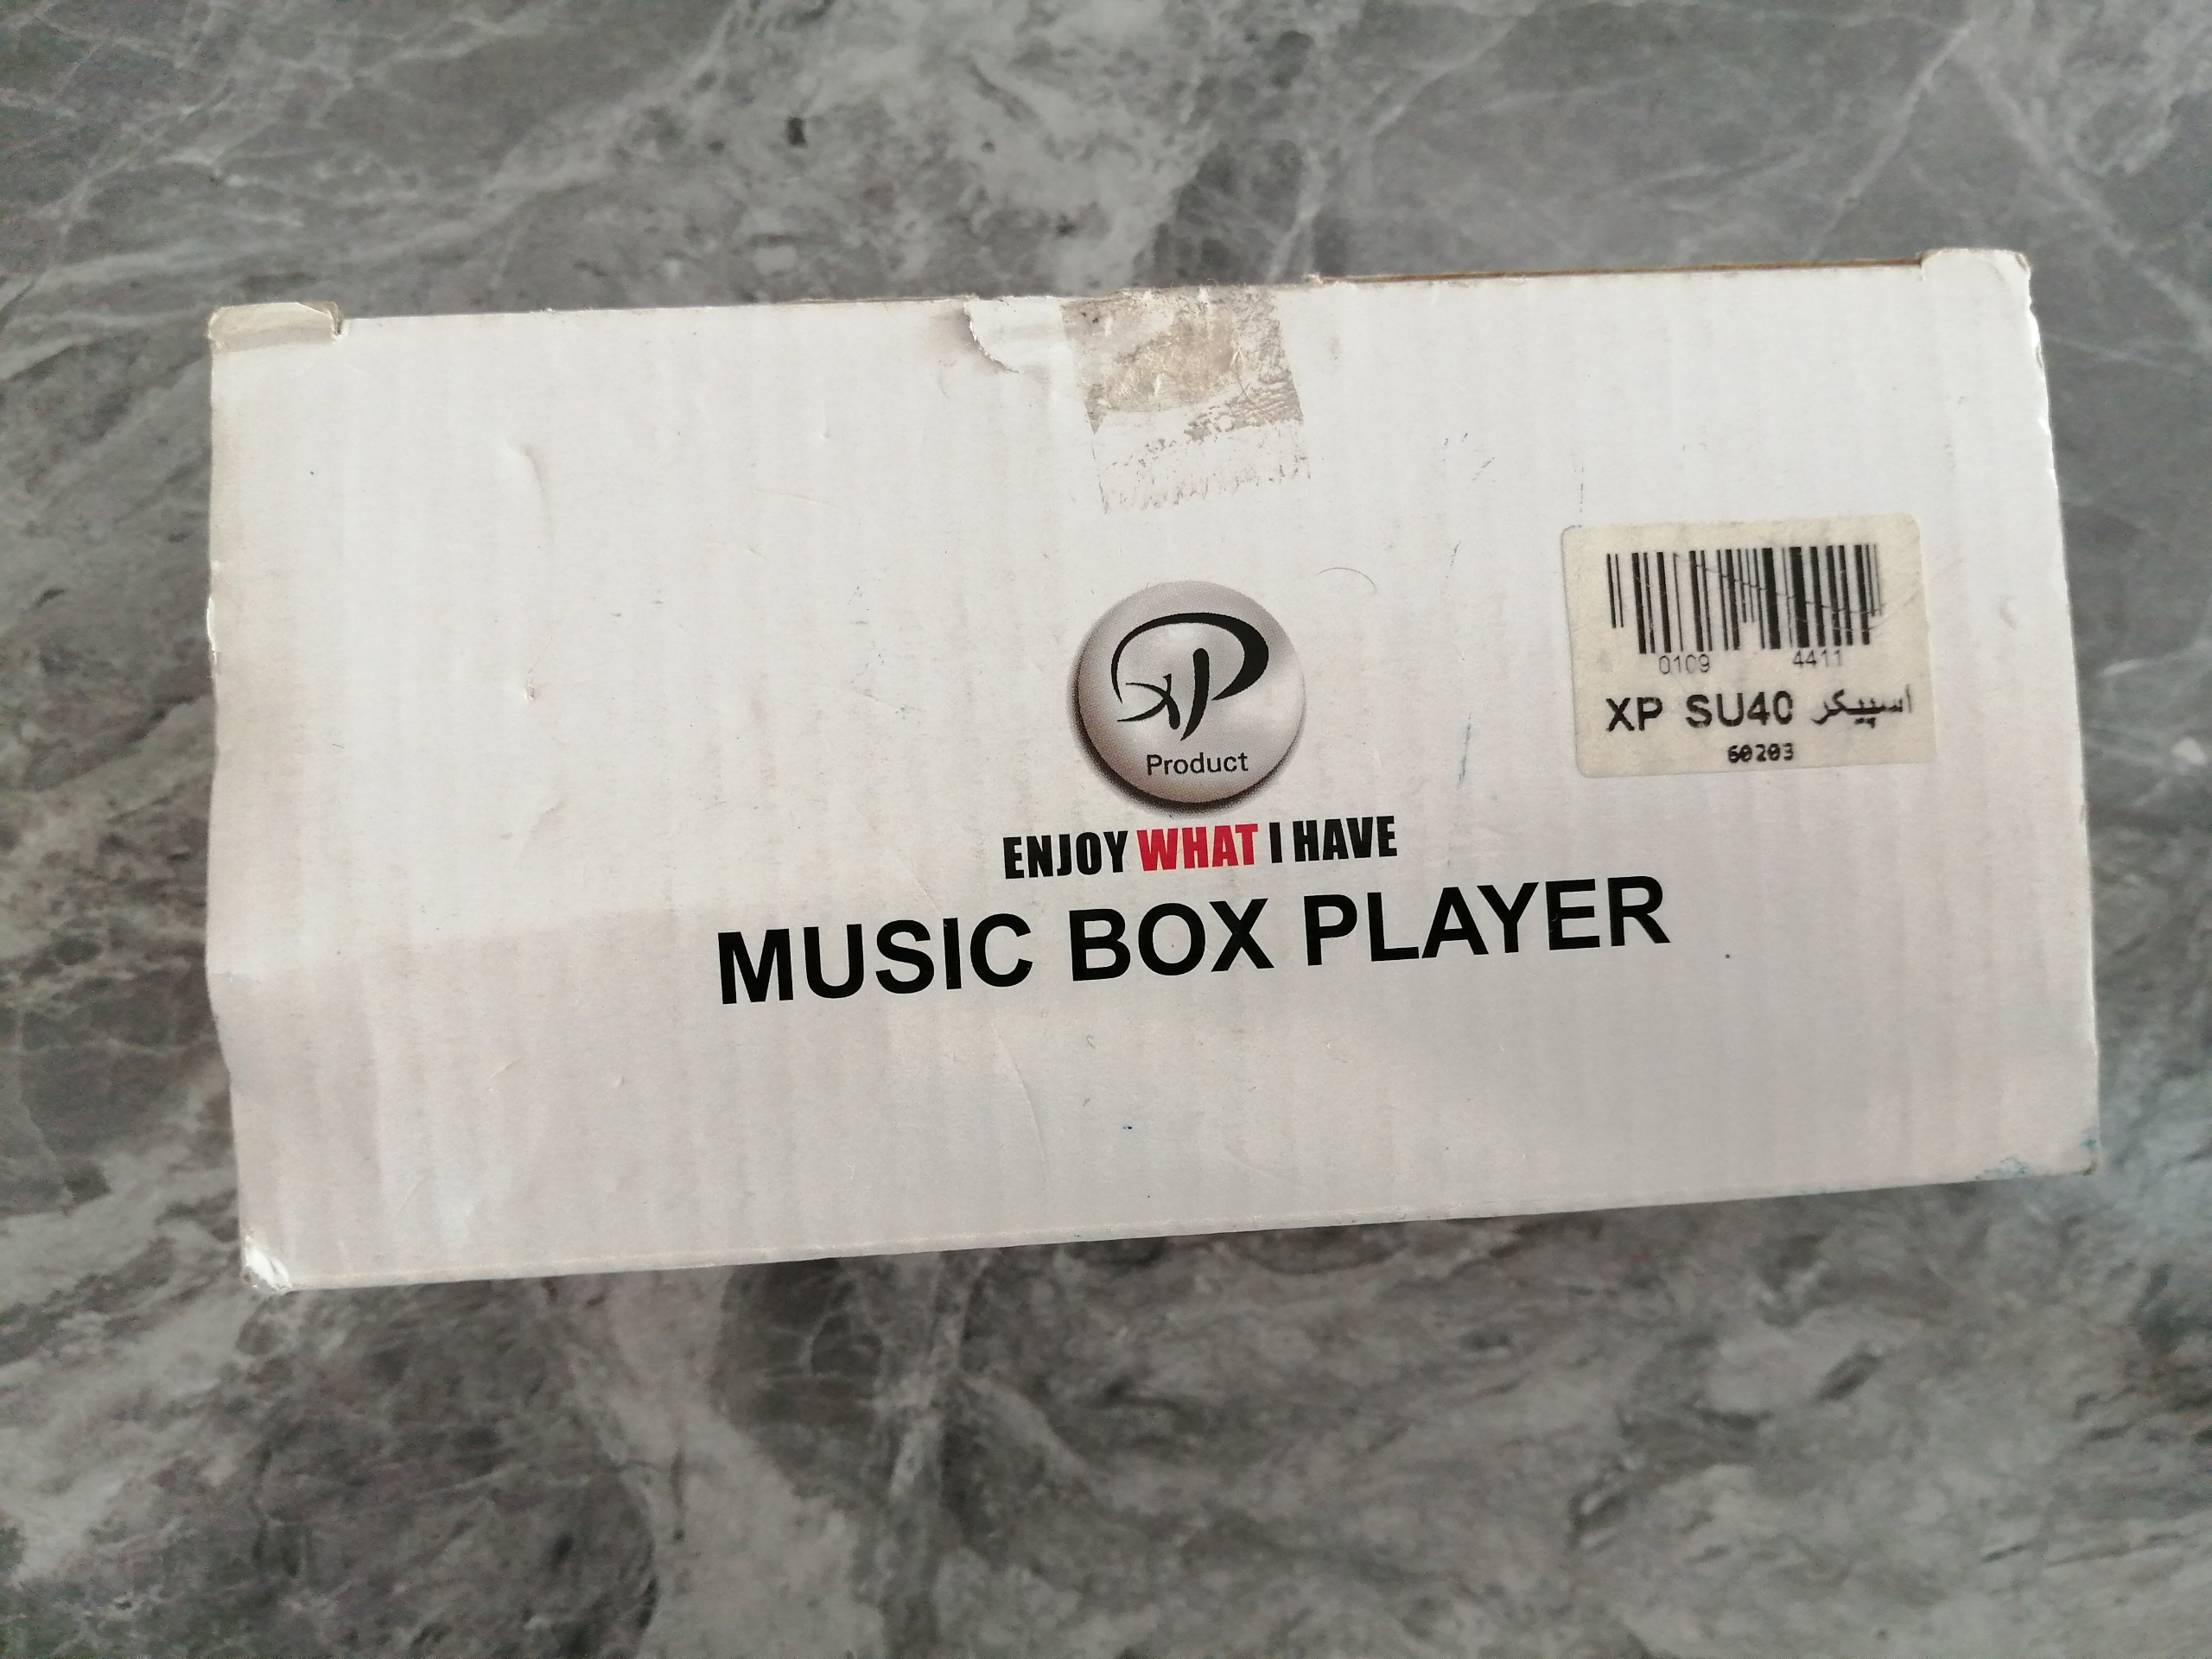 XP
Product
ENJOY WHAT I HAVE
MUSIC BOX PLAYER
0109 4411
XP SU40 اسپیکر
60203